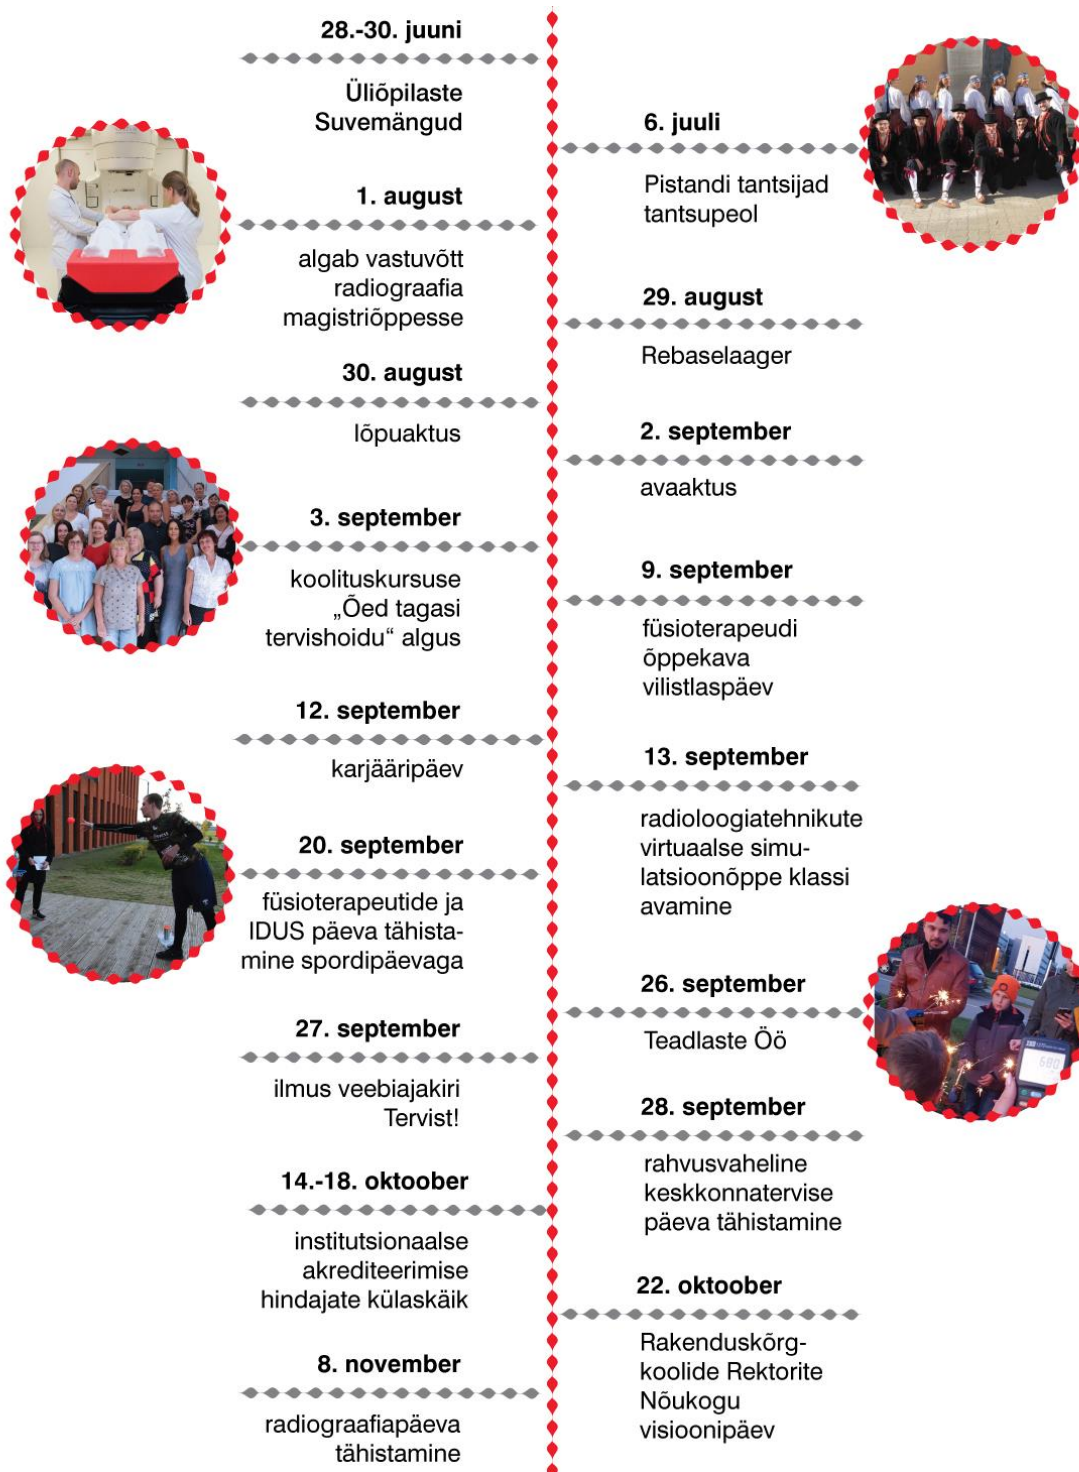 28.-30. juuni
Üliõpilaste
Suvemängud
6. juuli
Pistandi tantsijad
tantsupeol
1. august
algab vastuvõtt
radiograafia
magistriõppesse
29. august
Rebaselaager
30. august
lõpuaktus
2. september
avaaktus
3. september
koolituskursuse
„Õed tagasi
tervishoidu“ algus
9. september
füsioterapeudi
õppekava
vilistlaspäev
12. september
karjääripäev
13. september
radioloogiatehnikute
virtuaalse simu-
latsioonõppe klassi
avamine
20. september
füsioterapeutide ja
IDUS päeva tähista-
mine spordipäevaga
26. september
Teadlaste Öö
27. september
ilmus veebiajakiri
Tervist!
28. september
rahvusvaheline
keskkonnatervise
päeva tähistamine
14.-18. oktoober
institutsionaalse
akrediteerimise
hindajate külaskäik
22. oktoober
Rakenduskõrg-
koolide Rektorite
Nõukogu
visioonipäev
8. november
radiograafiapäeva
tähistamine